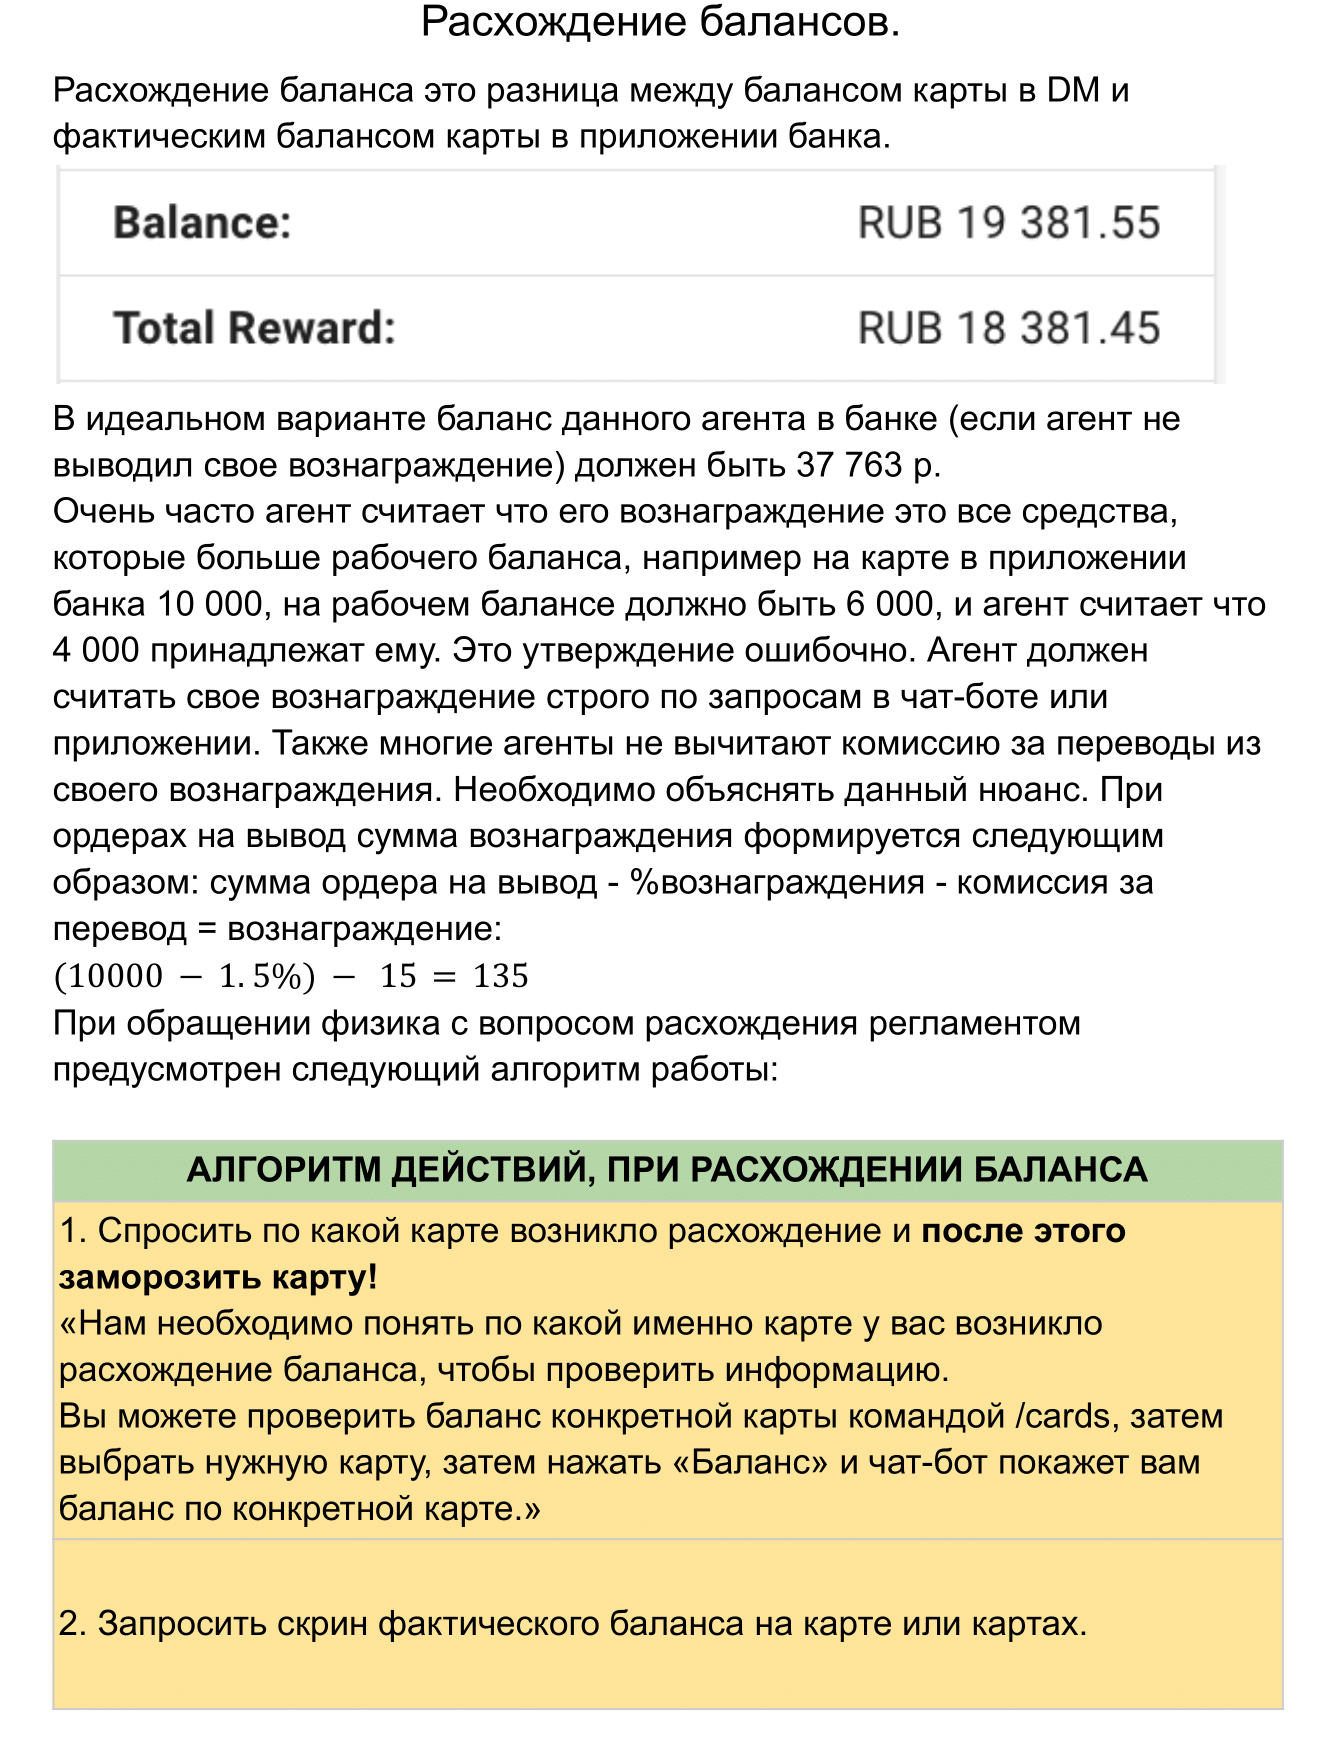 Расхождение балансов.
Расхождение баланса это разница между балансом карты в DM и
фактическим балансом карты в приложении банка.
Balance: RUB 19 381.55
Total Reward: RUB 18 381.45
В идеальном варианте баланс данного агента в банке (если агент не
выводил свое вознаграждение) должен быть 37 763 р.
Очень часто агент считает что его вознаграждение это все средства,
которые больше рабочего баланса, например на карте в приложении
банка 10 000, на рабочем балансе должно быть 6 000, и агент считает что
4 000 принадлежат ему. Это утверждение ошибочно. Агент должен
считать свое вознаграждение строго по запросам в чат-боте или
приложении. Также многие агенты не вычитают комиссию за переводы из
своего вознаграждения. Необходимо объяснять данный нюанс. При
ордерах на вывод сумма вознаграждения формируется следующим
образом: сумма ордера на вывод - %вознаграждения - комиссия за
перевод = вознаграждение:
(10000 − 1. 5%) − 15 = 135
При обращении физика с вопросом расхождения регламентом
предусмотрен следующий алгоритм работы:
АЛГОРИТМ ДЕЙСТВИЙ, ПРИ РАСХОЖДЕНИИ БАЛАНСА
1. Спросить по какой карте возникло расхождение и после этого
заморозить карту!
«Нам необходимо понять по какой именно карте у вас возникло
расхождение баланса, чтобы проверить информацию.
Вы можете проверить баланс конкретной карты командой /cards, затем
выбрать нужную карту, затем нажать «Баланс» и чат-бот покажет вам
баланс по конкретной карте.»
2. Запросить скрин фактического баланса на карте или картах.